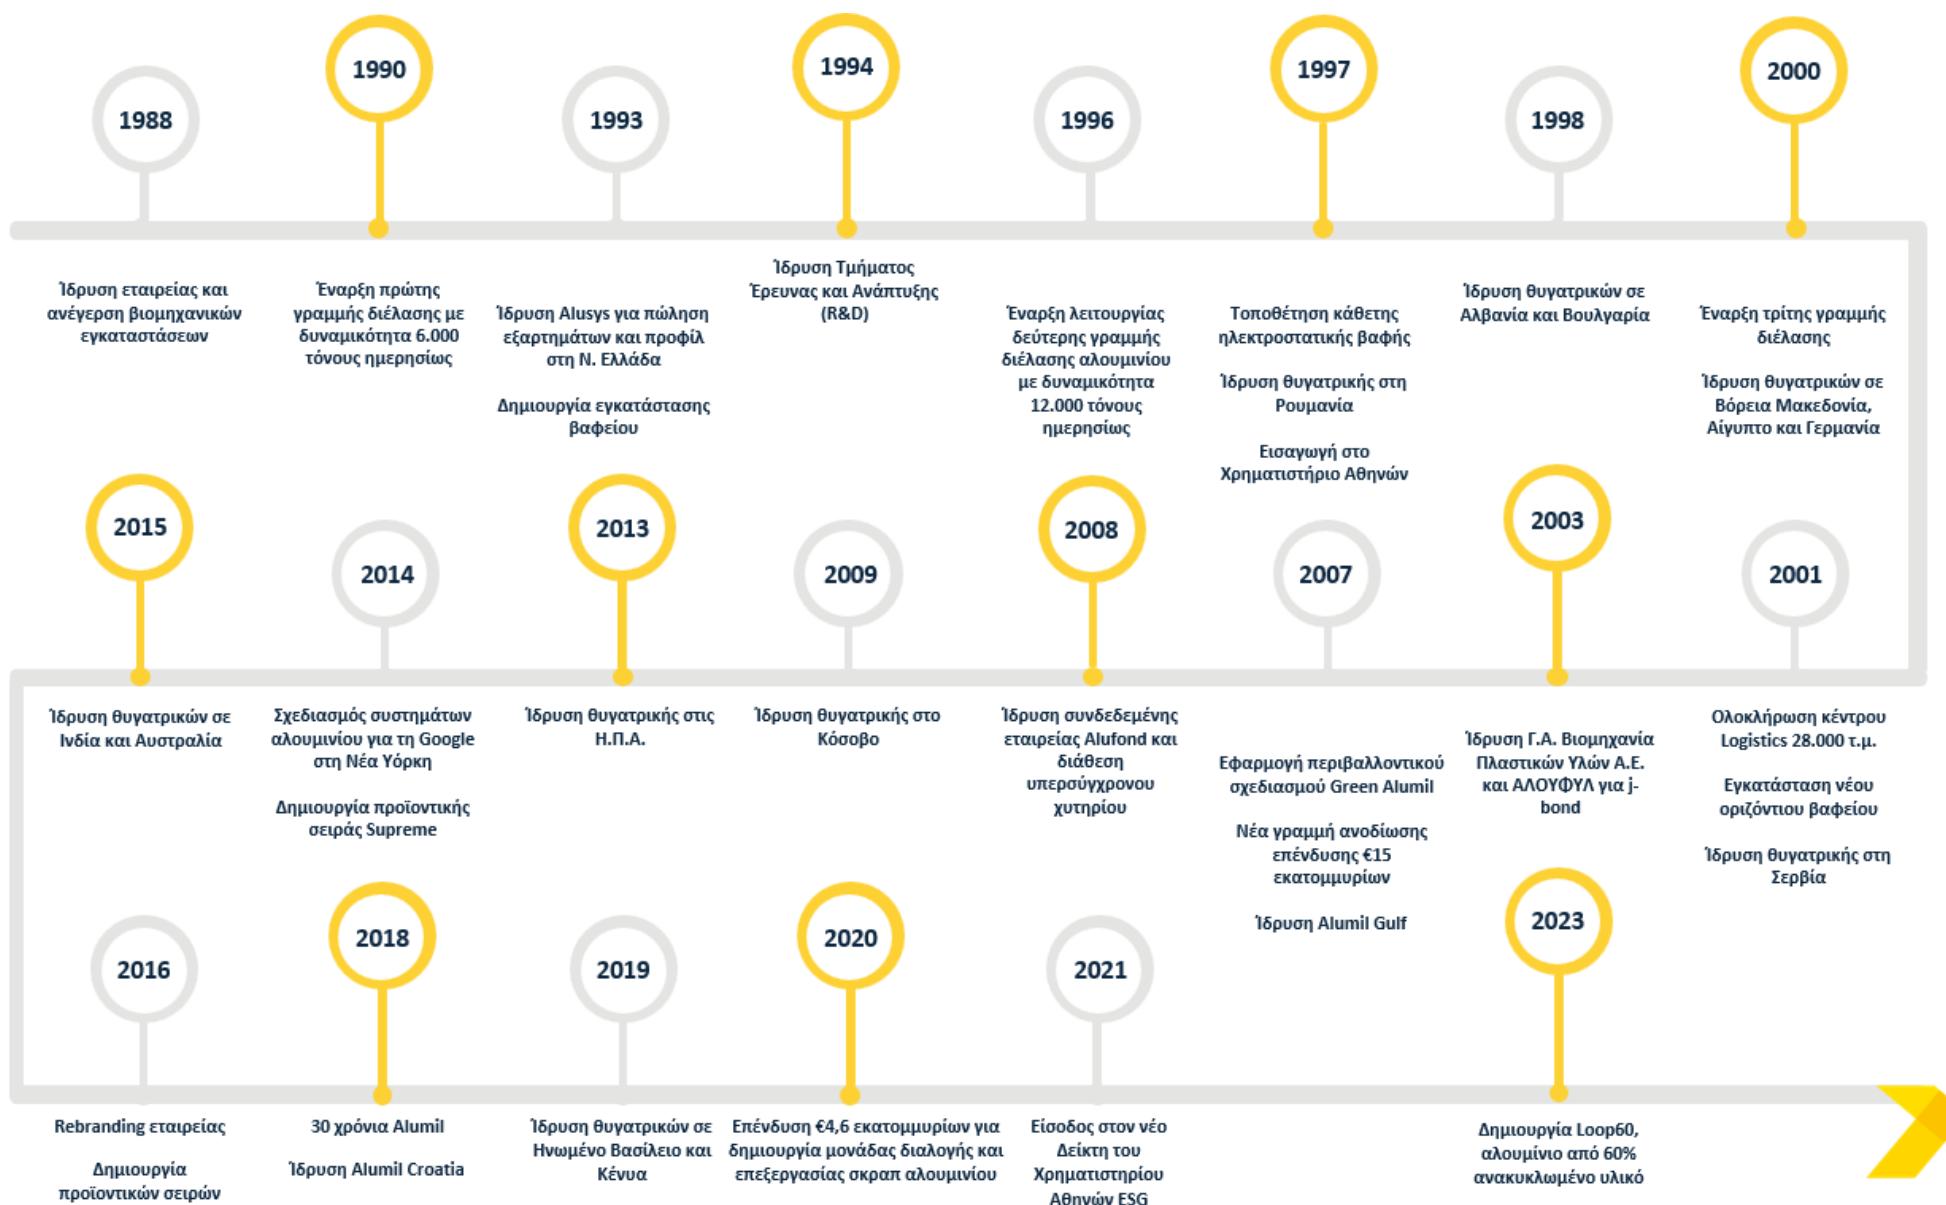 1988
Ίδρυση εταιρείας και
ανέγερση βιομηχανικών
εγκαταστάσεων
1990
Έναρξη πρώτης
γραμμής διέλασης με
δυναμικότητα 6.000
τόνους ημερησίως
1993
Ίδρυση Alusys για πώληση
εξαρτημάτων και προφίλ
στη Ν. Ελλάδα
Δημιουργία εγκατάστασης
βαφείου
1994
Ίδρυση Τμήματος
Έρευνας και Ανάπτυξης
(R&D)
1996
Έναρξη λειτουργίας
δεύτερης γραμμής
διέλασης αλουμινίου
με δυναμικότητα
12.000 τόνους
ημερησίως
1997
Τοποθέτηση κάθετης
ηλεκτροστατικής βαφής
Ίδρυση θυγατρικής στη
Ρουμανία
Εισαγωγή στο
Χρηματιστήριο Αθηνών
1998
Ίδρυση θυγατρικών σε
Αλβανία και Βουλγαρία
2000
Έναρξη τρίτης γραμμής
διέλασης
Ίδρυση θυγατρικών σε
Βόρεια Μακεδονία,
Αίγυπτο και Γερμανία
2001
Ολοκλήρωση κέντρου
Logistics 28.000 τ.μ.
Εγκατάσταση νέου
οριζόντιου βαφείου
Ίδρυση θυγατρικής στη
Σερβία
2003
Ίδρυση Γ.Α. Βιομηχανία
Πλαστικών Υλών Α.Ε.
και ΑΛΟΥΦΥΛ για j-
bond
2007
Εφαρμογή περιβαλλοντικού
σχεδιασμού Green Alumil
Νέα γραμμή ανοδίωσης
επένδυσης €15
εκατομμυρίων
Ίδρυση Alumil Gulf
2008
Ίδρυση συνδεδεμένης
εταιρείας Alufond και
διάθεση
υπερσύγχρονου
χυτηρίου
2009
Ίδρυση θυγατρικής στο
Κόσοβο
2013
Ίδρυση θυγατρικής στις
Η.Π.Α.
2014
Σχεδιασμός συστημάτων
αλουμινίου για τη Google
στη Νέα Υόρκη
Δημιουργία προϊοντικής
σειράς Supreme
2015
Ίδρυση θυγατρικών σε
Ινδία και Αυστραλία
2016
Rebranding εταιρείας
Δημιουργία
προϊοντικών σειρών
2018
30 χρόνια Alumil
Ίδρυση Alumil Croatia
2019
Ίδρυση θυγατρικών σε
Ηνωμένο Βασίλειο και
Κένυα
2020
Επένδυση €4,6 εκατομμυρίων για
δημιουργία μονάδας διαλογής και
επεξεργασίας σκραπ αλουμινίου
2021
Είσοδος στον νέο
Δείκτη του
Χρηματιστηρίου
Αθηνών ESG
2023
Δημιουργία Loop60,
αλουμίνιο από 60%
ανακυκλωμένο υλικό